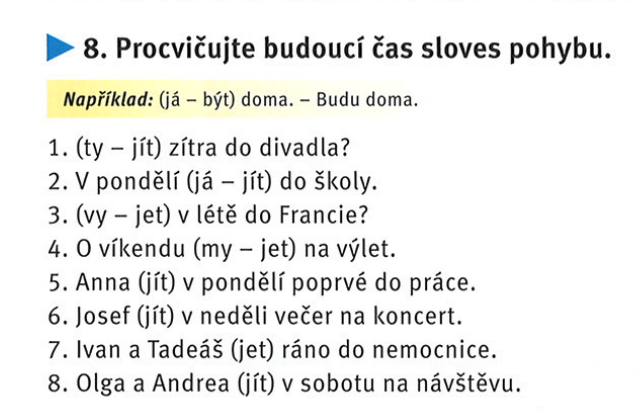 8. Procvičujte budoucí čas sloves pohybu.
Například: (já – být) doma. – Budu doma.
1. (ty – jít) zítra do divadla?
2. V pondělí (já – jít) do školy.
3. (vy – jet) v létě do Francie?
4. O víkendu (my – jet) na výlet.
5. Anna (jít) v pondělí poprvé do práce.
6. Josef (jít) v neděli večer na koncert.
7. Ivan a Tadeáš (jet) ráno do nemocnice.
8. Olga a Andrea (jít) v sobotu na návštěvu.